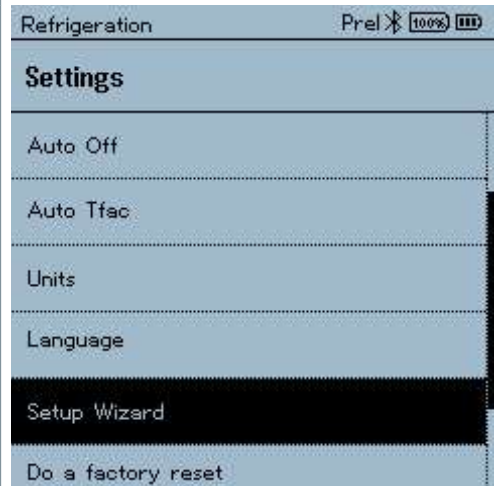 Refrigeration Prel 100%
Settings
Auto Off
Auto Tfac
Units
Language
Setup Wizard
Do a factory reset